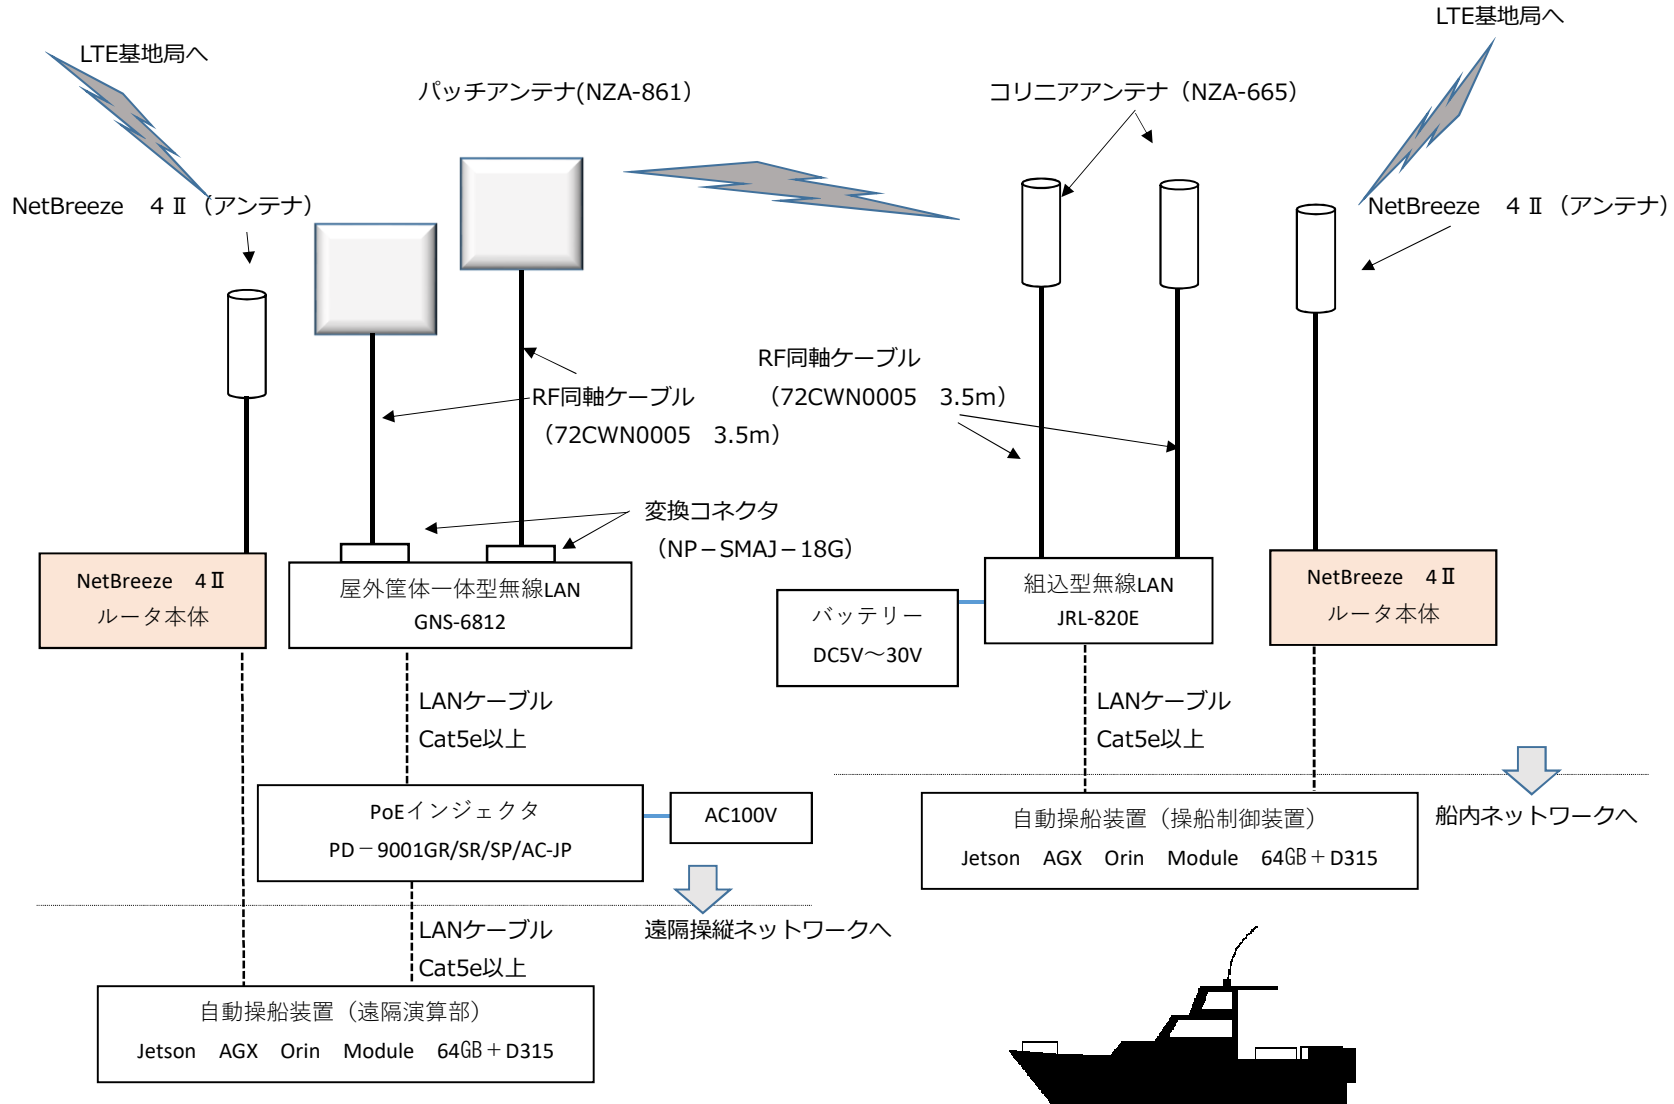 LTE基地局へ
LTE基地局へ
パッチアンテナ(NZA-861）
コリニアアンテナ（NZA-665）
NetBreeze　４Ⅱ（アンテナ）
NetBreeze　４Ⅱ（アンテナ）
RF同軸ケーブル
（72CWN0005　3.5m）
RF同軸ケーブル
（72CWN0005　3.5m）
変換コネクタ
（NP－SMAJ－18G）
NetBreeze　４Ⅱ
ルータ本体
屋外筐体一体型無線LAN
GNS-6812
バッテリー
DC5V～30V
組込型無線LAN
JRL-820E
NetBreeze　４Ⅱ
ルータ本体
LANケーブル
Cat5e以上
LANケーブル
Cat5e以上
PoEインジェクタ
PD－9001GR/SR/SP/AC-JP
AC100V
自動操船装置（操船制御装置）
Jetson　AGX　Orin　Module　64GB＋D315
船内ネットワークへ
LANケーブル
Cat5e以上
遠隔操縦ネットワークへ
自動操船装置（遠隔演算部）
Jetson　AGX　Orin　Module　64GB＋D315